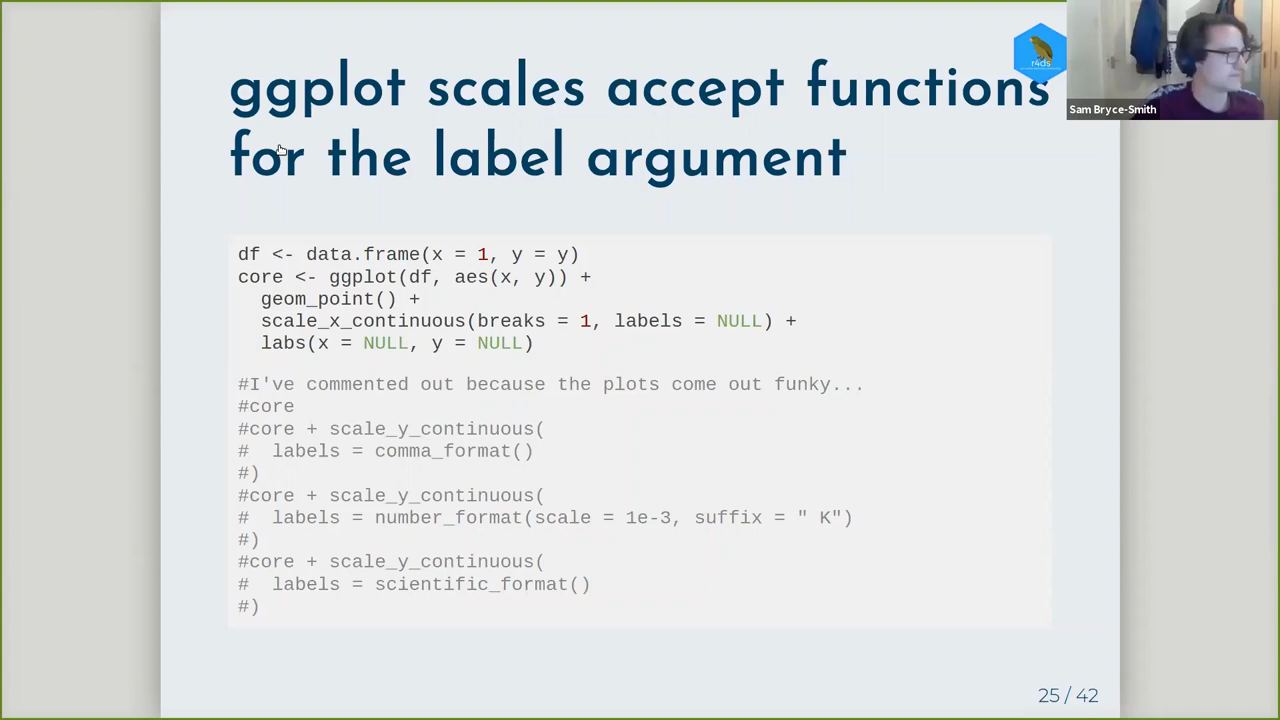 ggplot scales accept functions
for the label argument
r4ds
Sam Bryce-Smith
df <- data.frame(x = 1, y = y)
core <- ggplot(df, aes(x, y)) +
  geom_point() +
  scale_x_continuous(breaks = 1, labels = NULL) +
  labs(x = NULL, y = NULL)
#I've commented out because the plots come out funky...
#core
#core + scale_y_continuous(
#  labels = comma_format()
#)
#core + scale_y_continuous(
#  labels = number_format(scale = 1e-3, suffix = " K")
#)
#core + scale_y_continuous(
#  labels = scientific_format()
#)
25 / 42